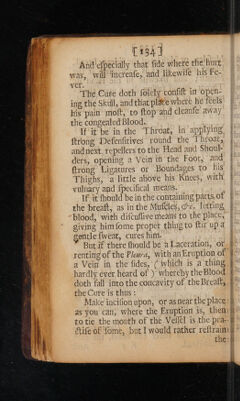 [ 134 ]
And especially that side where the hurt
was, will increase, and likewise his Fe-
ver.
The Cure doth solely consist in open-
ing the Skull, and that place where he feels
his pain most, to stop and cleanse away
the congealed Blood.
If it be in the Throat, in applying
strong Defensitives round the Throat,
and next repellers to the Head and Shoul-
ders, opening a Vein in the Foot, and
strong Ligatures or Boundages to his
Thighs, a little above his Knees, with
vulnary and specifical means.
If it should be in the containing parts of
the breast, as in the Muscles, &c. letting
blood, with discussive means to the place,
giving him some proper thing to stir up a
gentle sweat, cures him.
But if there should be a Laceration, or
renting of the Pleura, with an Eruption of
a Vein in the sides, ( which is a thing
hardly ever heard of ) whereby the Blood
doth fall into the concavity of the Breast,
the Cure is thus :
Make incision upon, or as near the place
as you can, where the Eruption is, then
to tie the mouth of the Vessel is the pra-
ctise of some, but I would rather restrain
the